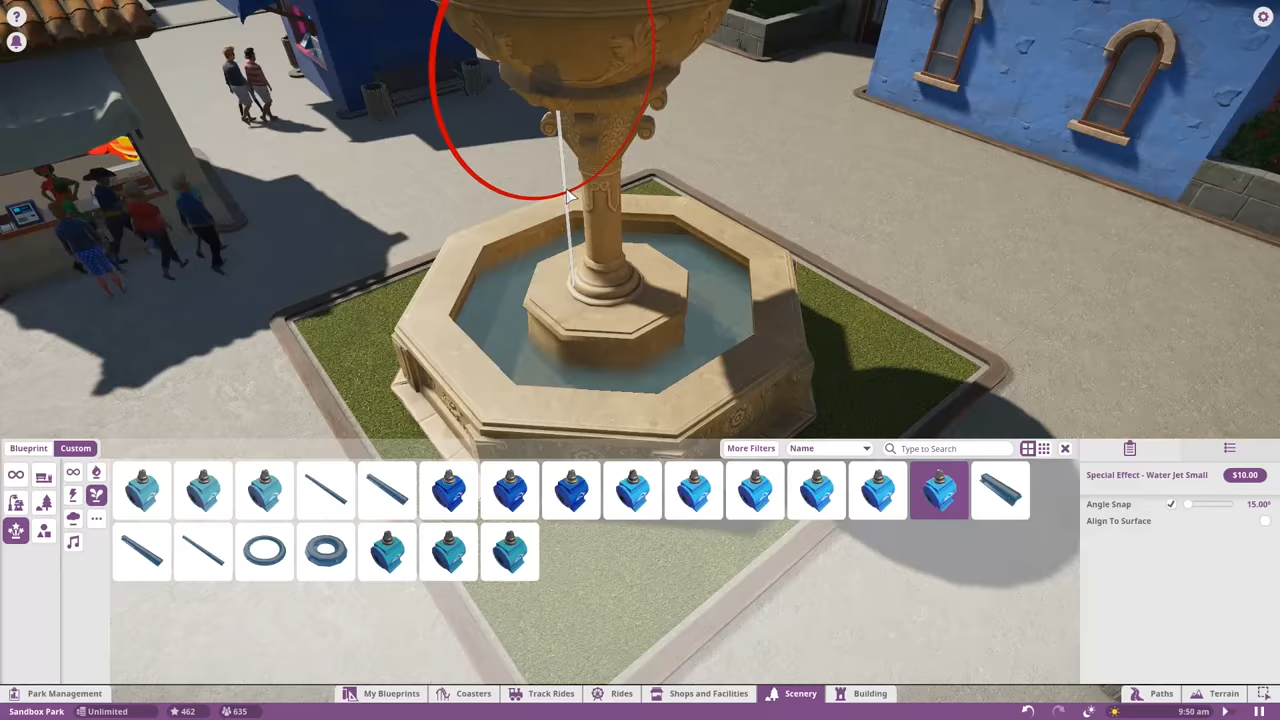 ?
Blueprint Custom
More Filters Name Type to Search
Special Effect - Water Jet Small $10.00
Angle Snap 15.00°
Align To Surface
Park Management My Blueprints Coasters Track Rides Rides Shops and Facilities Scenery Building Paths Terrain
Sandbox Park Unlimited 462 635 9:50 am